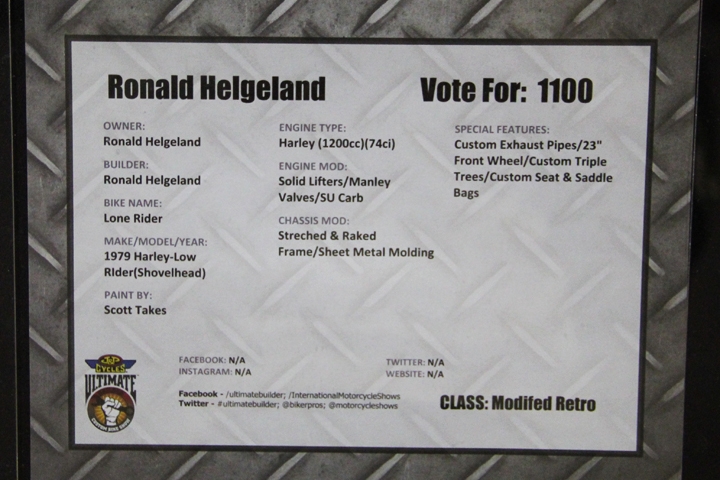 Ronald Helgeland
Vote For: 1100
OWNER:
Ronald Helgeland
BUILDER:
Ronald Helgeland
BIKE NAME:
Lone Rider
MAKE/MODEL/YEAR:
1979 Harley-Low
RIder(Shovelhead)
PAINT BY:
Scott Takes
ENGINE TYPE:
Harley (1200cc)(74ci)
ENGINE MOD:
Solid Lifters/Manley
Valves/SU Carb
CHASSIS MOD:
Streched & Raked
Frame/Sheet Metal Molding
SPECIAL FEATURES:
Custom Exhaust Pipes/23"
Front Wheel/Custom Triple
Trees/Custom Seat & Saddle
Bags
J&P
CYCLES
ULTIMATE
CUSTOM BIKE SHOW
FACEBOOK: N/A
INSTAGRAM: N/A
TWITTER: N/A
WEBSITE: N/A
Facebook - /ultimatebuilder; /InternationalMotorcycleShows
Twitter - #ultimatebuilder; @bikerpros; @motorcycleshows
CLASS: Modifed Retro